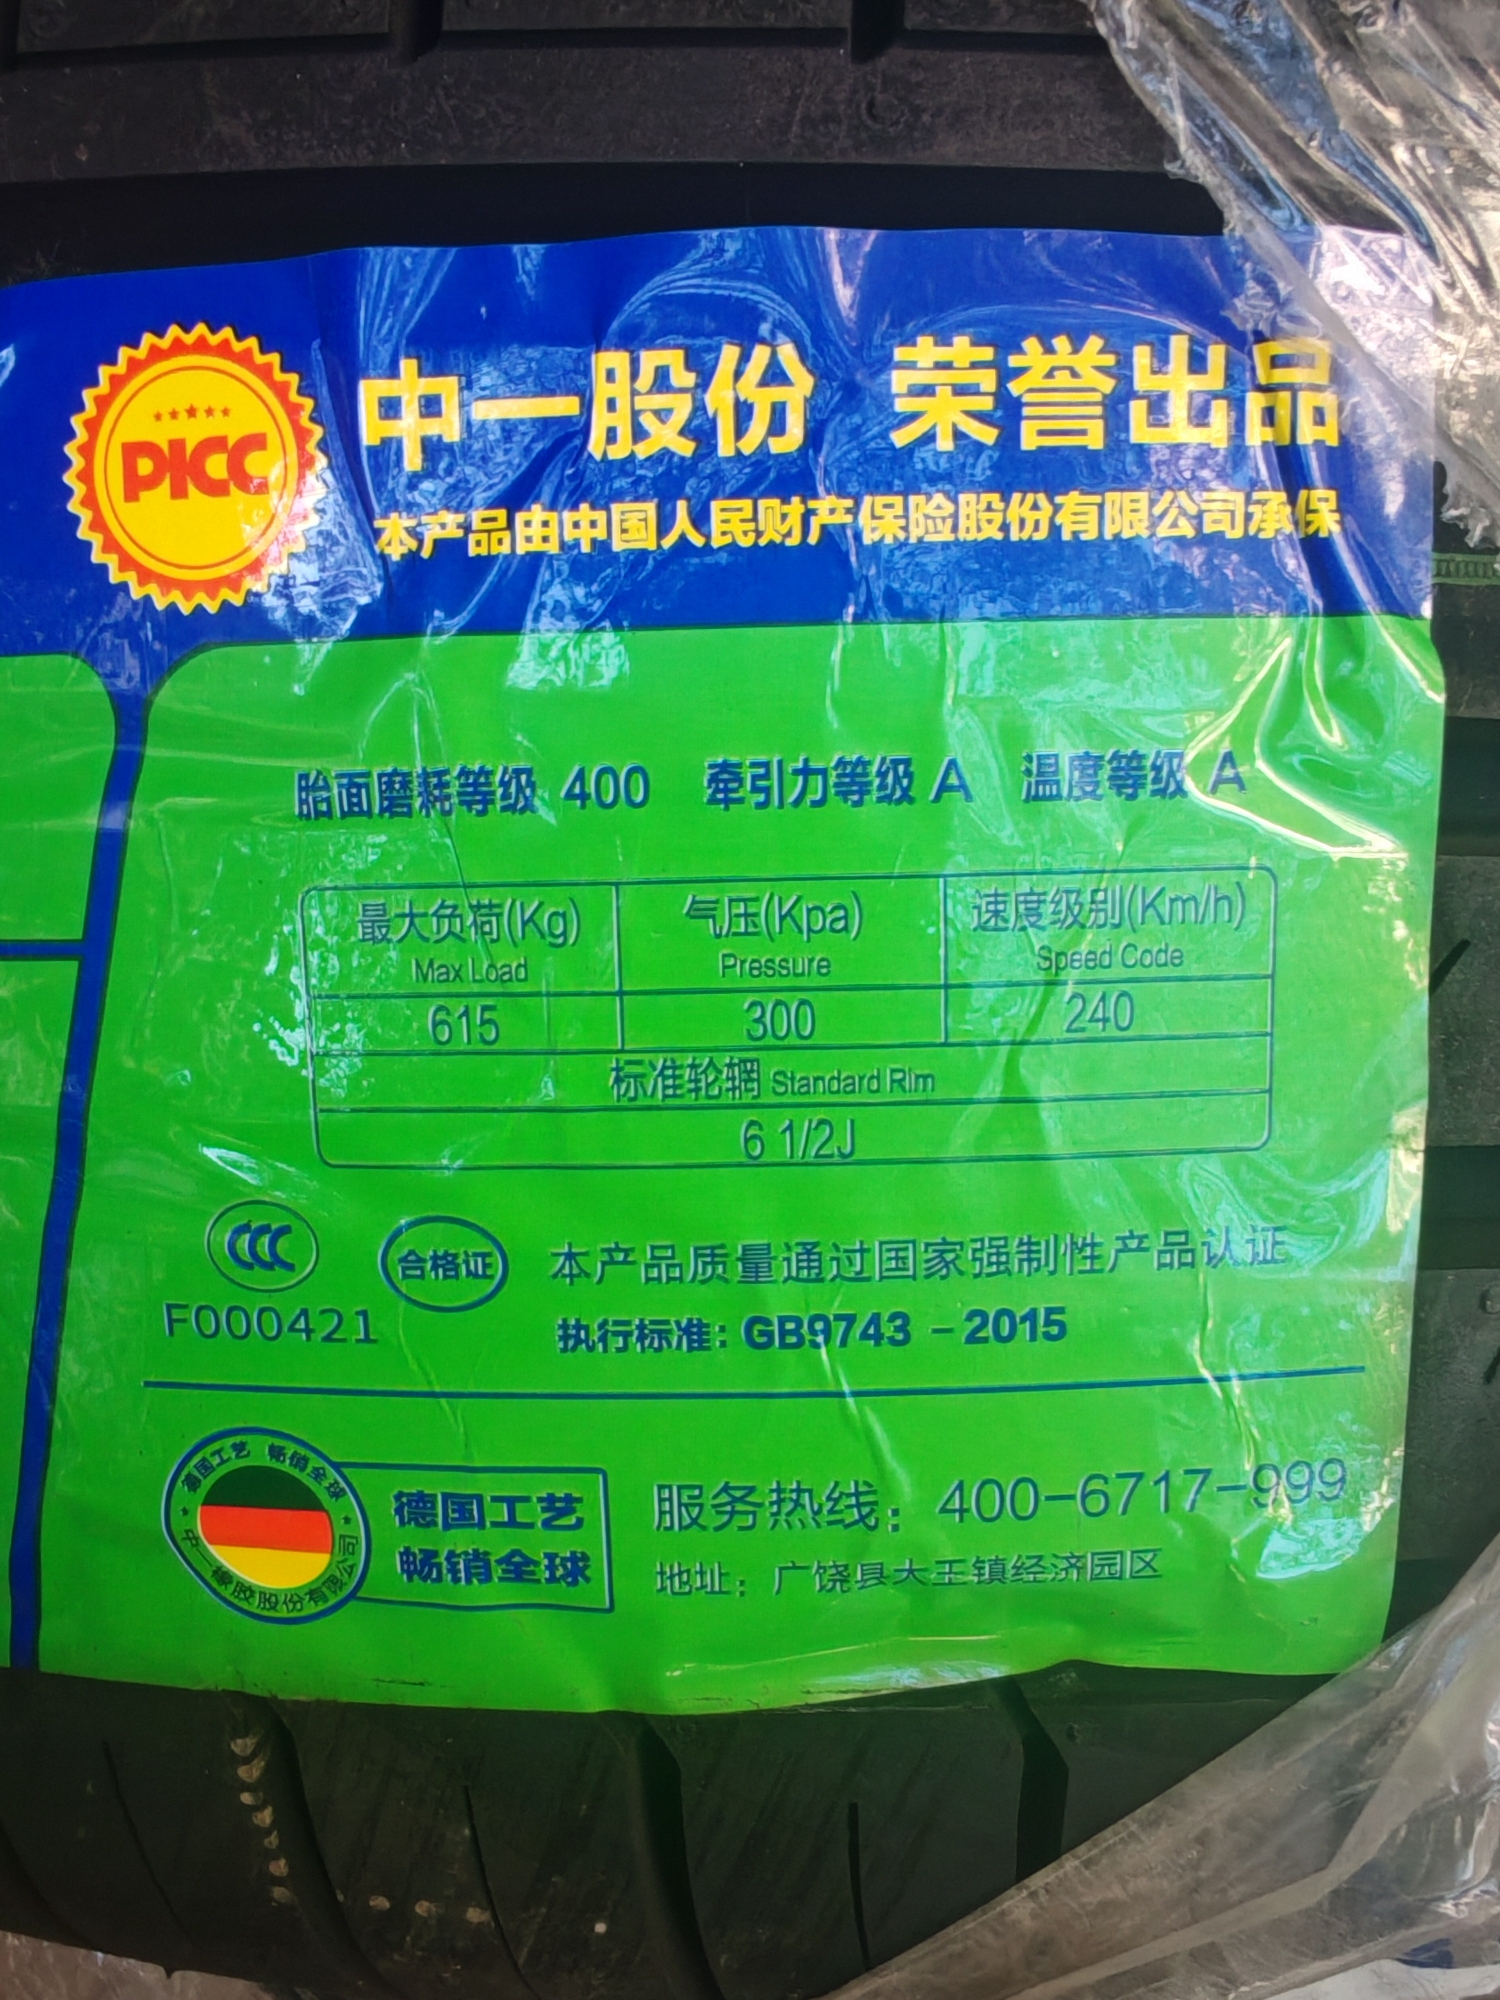 PICC
中一股份 荣誉出品
本产品由中国人民财产保险股份有限公司承保
胎面磨耗等级 400 牵引力等级 A 温度等级 A
最大负荷(Kg) 气压(Kpa) 速度级别(Km/h)
Max Load Pressure Speed Code
615 300 240
标准轮辋 Standard Rim
6 1/2J
CCC 合格证 本产品质量通过国家强制性产品认证
F000421 执行标准: GB9743-2015
德国工艺 畅销全球
中一橡胶股份有限公司
德国工艺
畅销全球
服务热线: 400-6717-999
地址: 广饶县大王镇经济园区